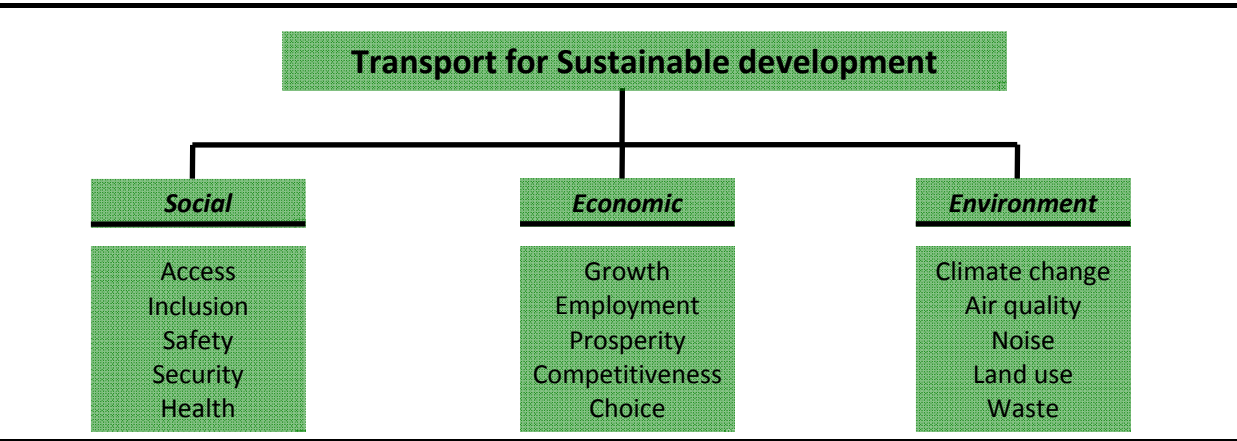 Transport for Sustainable development
Social
Access
Inclusion
Safety
Security
Health
Economic
Growth
Employment
Prosperity
Competitiveness
Choice
Environment
Climate change
Air quality
Noise
Land use
Waste